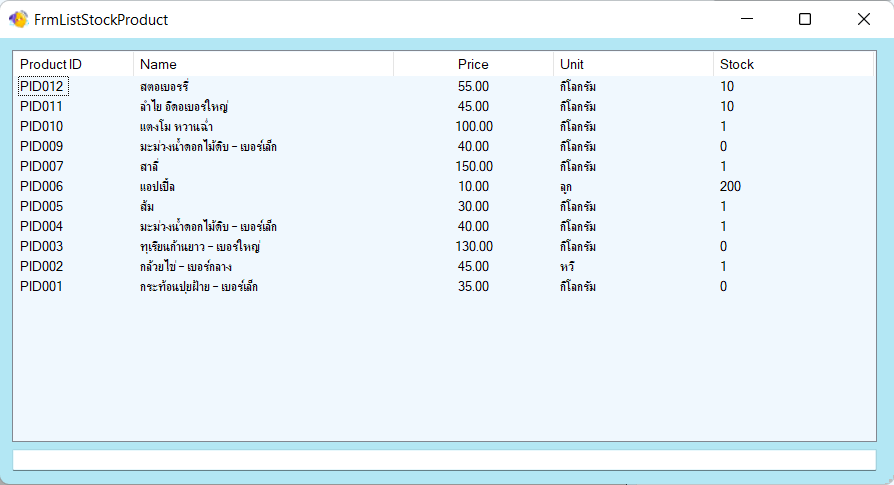 FrmListStockProduct
Product ID Name Price Unit Stock
PID012 สตอเบอรรี่ 55.00 กิโลกรัม 10
PID011 ลำไย อีดอเบอร์ใหญ่ 45.00 กิโลกรัม 10
PID010 แตงโม หวานฉ่ำ 100.00 กิโลกรัม 1
PID009 มะม่วงน้ำดอกไม้ดิบ - เบอร์เล็ก 40.00 กิโลกรัม 0
PID007 สาลี่ 150.00 กิโลกรัม 1
PID006 แอปเปิ้ล 10.00 ลูก 200
PID005 ส้ม 30.00 กิโลกรัม 1
PID004 มะม่วงน้ำดอกไม้ดิบ - เบอร์เล็ก 40.00 กิโลกรัม 1
PID003 ทุเรียนก้านยาว - เบอร์ใหญ่ 130.00 กิโลกรัม 0
PID002 กล้วยไข่ - เบอร์กลาง 45.00 หวี 1
PID001 กระท้อนปุยฝ้าย - เบอร์เล็ก 35.00 กิโลกรัม 0